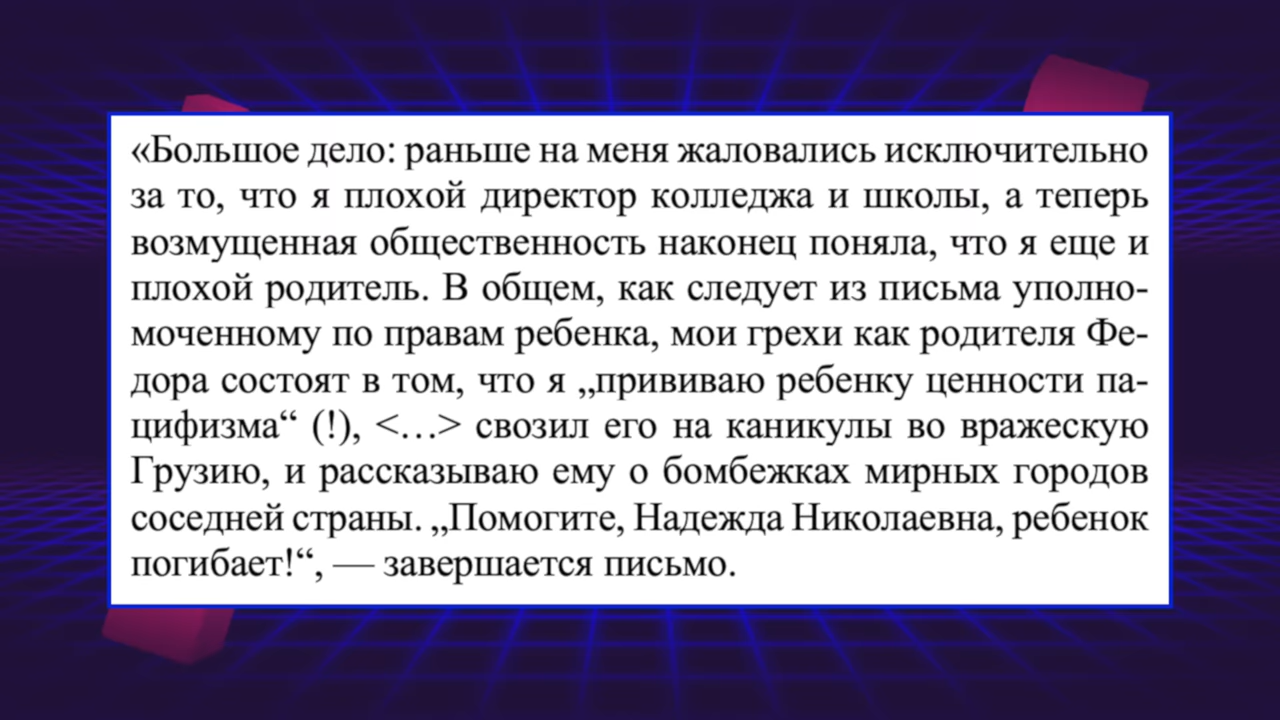 «Большое дело: раньше на меня жаловались исключительно
за то, что я плохой директор колледжа и школы, а теперь
возмущенная общественность наконец поняла, что я еще и
плохой родитель. В общем, как следует из письма уполно-
моченному по правам ребенка, мои грехи как родителя Фе-
дора состоят в том, что я „прививаю ребенку ценности па-
цифизма“ (!), <…> свозил его на каникулы во вражескую
Грузию, и рассказываю ему о бомбежках мирных городов
соседней страны. „Помогите, Надежда Николаевна, ребенок
погибает!“, — завершается письмо.